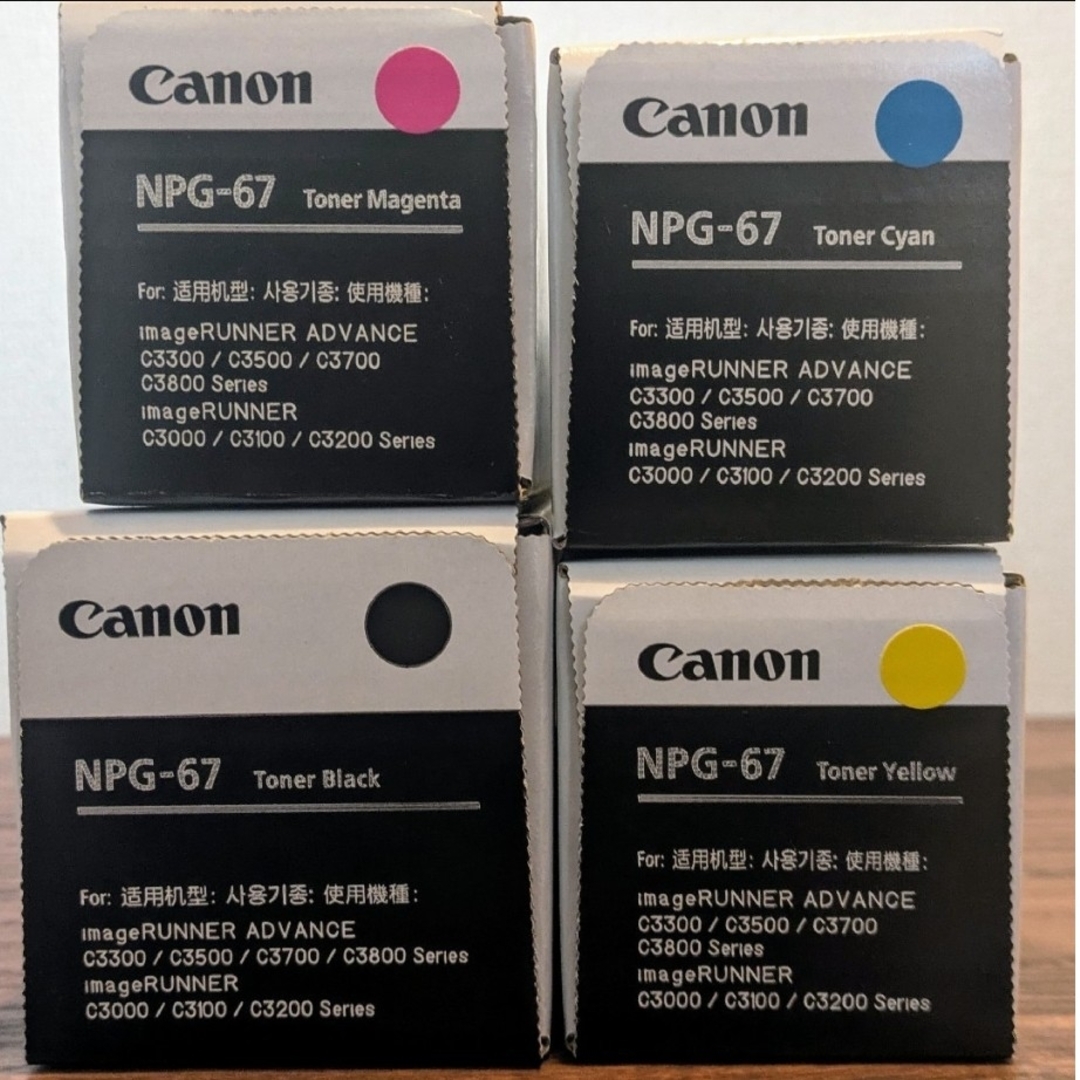 Canon
NPG-67 Toner Magenta
For: 适用机型: 사용기종: 使用機種:
imageRUNNER ADVANCE
C3300 / C3500 / C3700
C3800 Series
imageRUNNER
C3000 / C3100 / C3200 Series
Canon
NPG-67 Toner Cyan
For: 适用机型: 사용기종: 使用機種:
imageRUNNER ADVANCE
C3300 / C3500 / C3700
C3800 Series
imageRUNNER
C3000 / C3100 / C3200 Series
Canon
NPG-67 Toner Black
For: 适用机型: 사용기종: 使用機種:
imageRUNNER ADVANCE
C3300 / C3500 / C3700 / C3800 Series
imageRUNNER
C3000 / C3100 / C3200 Series
Canon
NPG-67 Toner Yellow
For: 适用机型: 사용기종: 使用機種:
imageRUNNER ADVANCE
C3300 / C3500 / C3700
C3800 Series
imageRUNNER
C3000 / C3100 / C3200 Series